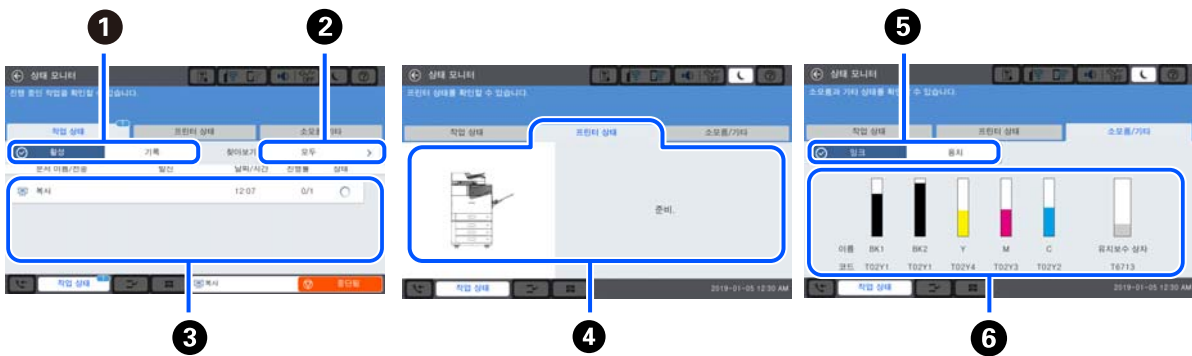 1
2
5
상태 모니터
진행 중인 작업을 확인할 수 있습니다.
작업 상태
프린터 상태
소모품/기타
활성
기록
찾아보기
모두
문서 이름/전송
발신
날짜/시간
진행률
상태
복사
12:07
0/1
작업 상태
복사
중단됨
3
상태 모니터
프린터 상태를 확인할 수 있습니다.
작업 상태
프린터 상태
소모품/기타
준비.
작업 상태
2019-01-05 12:30 AM
4
상태 모니터
소모품과 기타 상태를 확인할 수 있습니다.
작업 상태
프린터 상태
소모품/기타
잉크
용지
이름 BK1 BK2 Y M C 유지보수 상자
코드 T02Y1 T02Y1 T02Y4 T02Y3 T02Y2 T6713
작업 상태
2019-01-05 12:30 AM
6